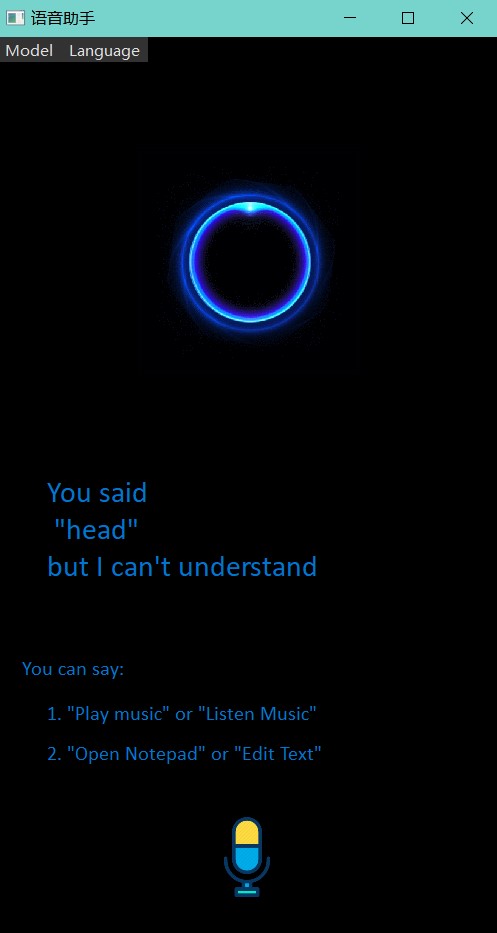 语音助手
Model Language
You said
"head"
but I can't understand
You can say:
1. "Play music" or "Listen Music"
2. "Open Notepad" or "Edit Text"